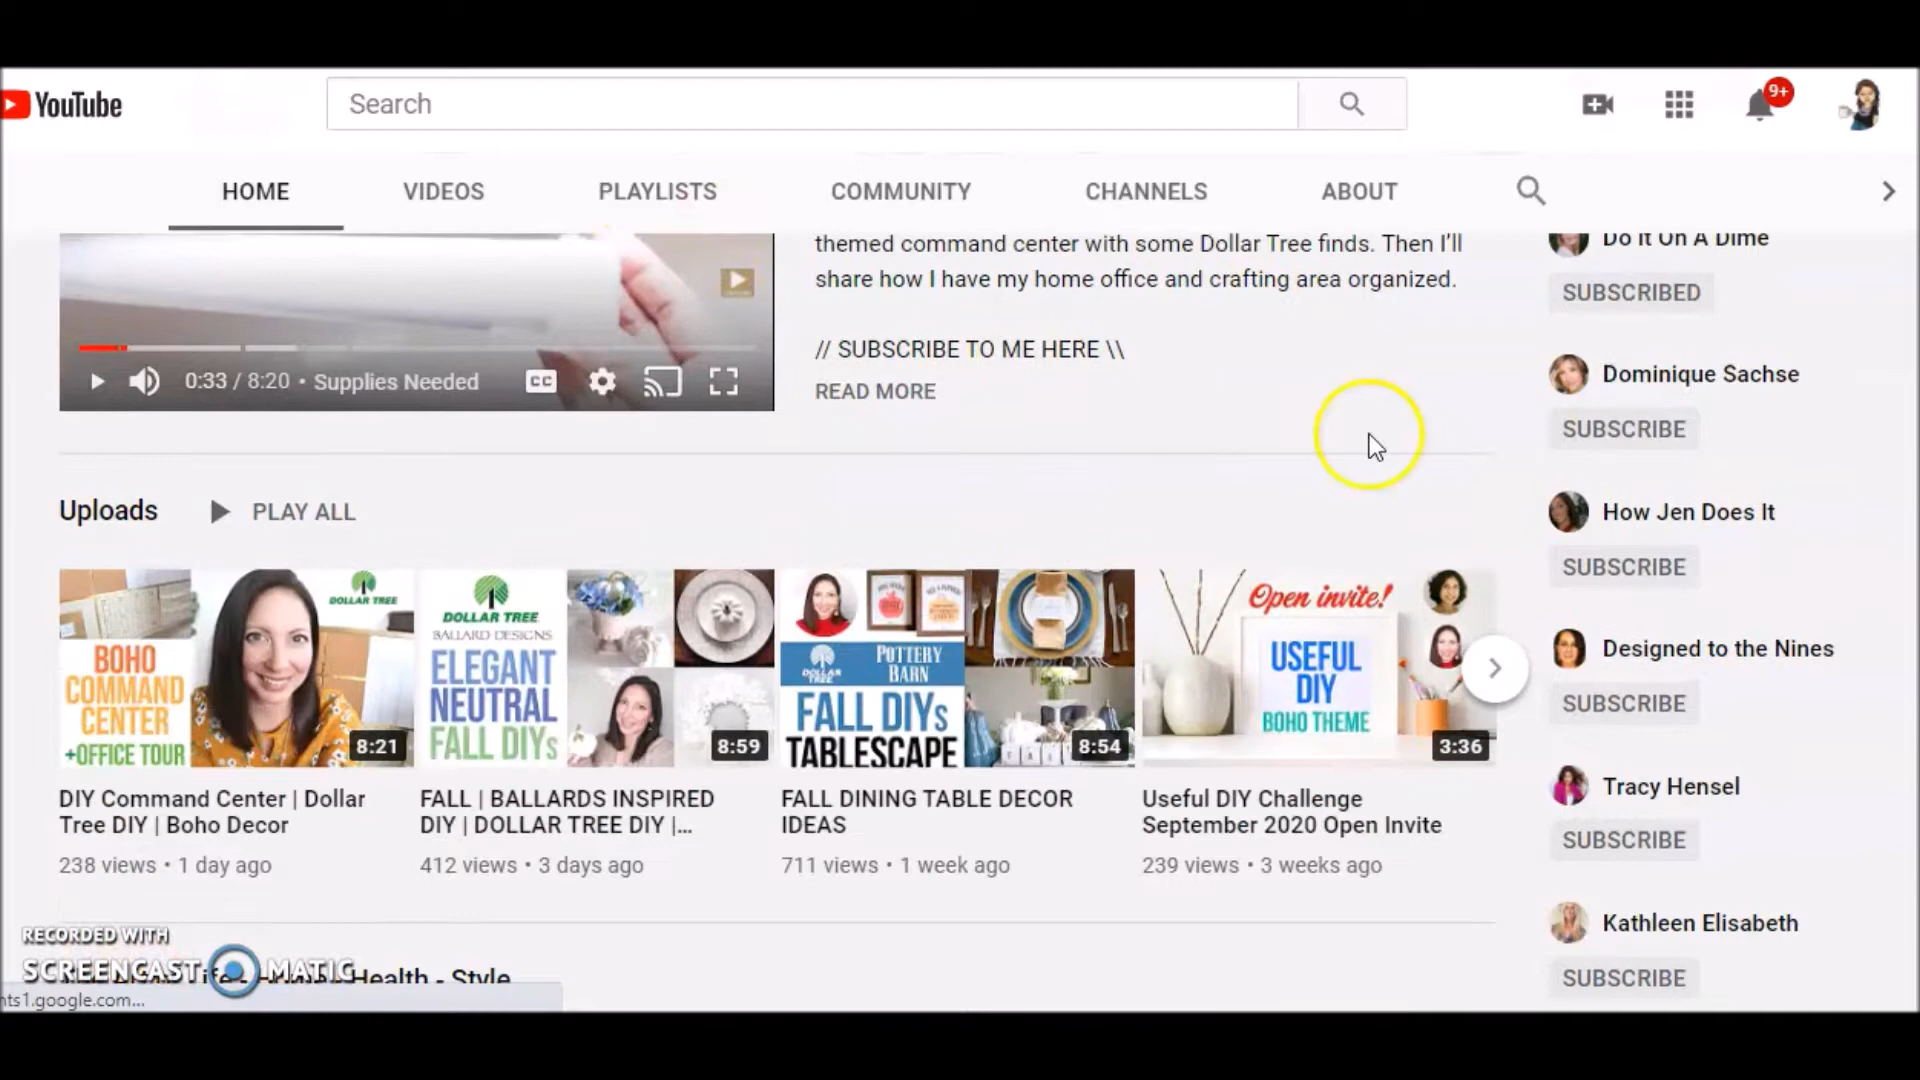 YouTube
Search
9+
HOME
VIDEOS
PLAYLISTS
COMMUNITY
CHANNELS
ABOUT
themed command center with some Dollar Tree finds. Then I'll
share how I have my home office and crafting area organized.
// SUBSCRIBE TO ME HERE \\
READ MORE
0:33 / 8:20 • Supplies Needed
CC
Do It On A Dime
SUBSCRIBED
Dominique Sachse
SUBSCRIBE
How Jen Does It
SUBSCRIBE
Designed to the Nines
SUBSCRIBE
Tracy Hensel
SUBSCRIBE
Kathleen Elisabeth
SUBSCRIBE
Uploads
PLAY ALL
DOLLAR TREE
BOHO
COMMAND
CENTER
+OFFICE TOUR
8:21
DOLLAR TREE
BALLARD DESIGNS
ELEGANT
NEUTRAL
FALL DIYs
8:59
DOLLAR TREE
POTTERY
BARN
FALL DIYs
TABLESCAPE
8:54
Open invite!
USEFUL
DIY
BOHO THEME
3:36
DIY Command Center | Dollar
Tree DIY | Boho Decor
238 views • 1 day ago
FALL | BALLARDS INSPIRED
DIY | DOLLAR TREE DIY |...
412 views • 3 days ago
FALL DINING TABLE DECOR
IDEAS
711 views • 1 week ago
Useful DIY Challenge
September 2020 Open Invite
239 views • 3 weeks ago
RECORDED WITH
SCREENCAST MATIC
Health - Style
nts1.google.com...